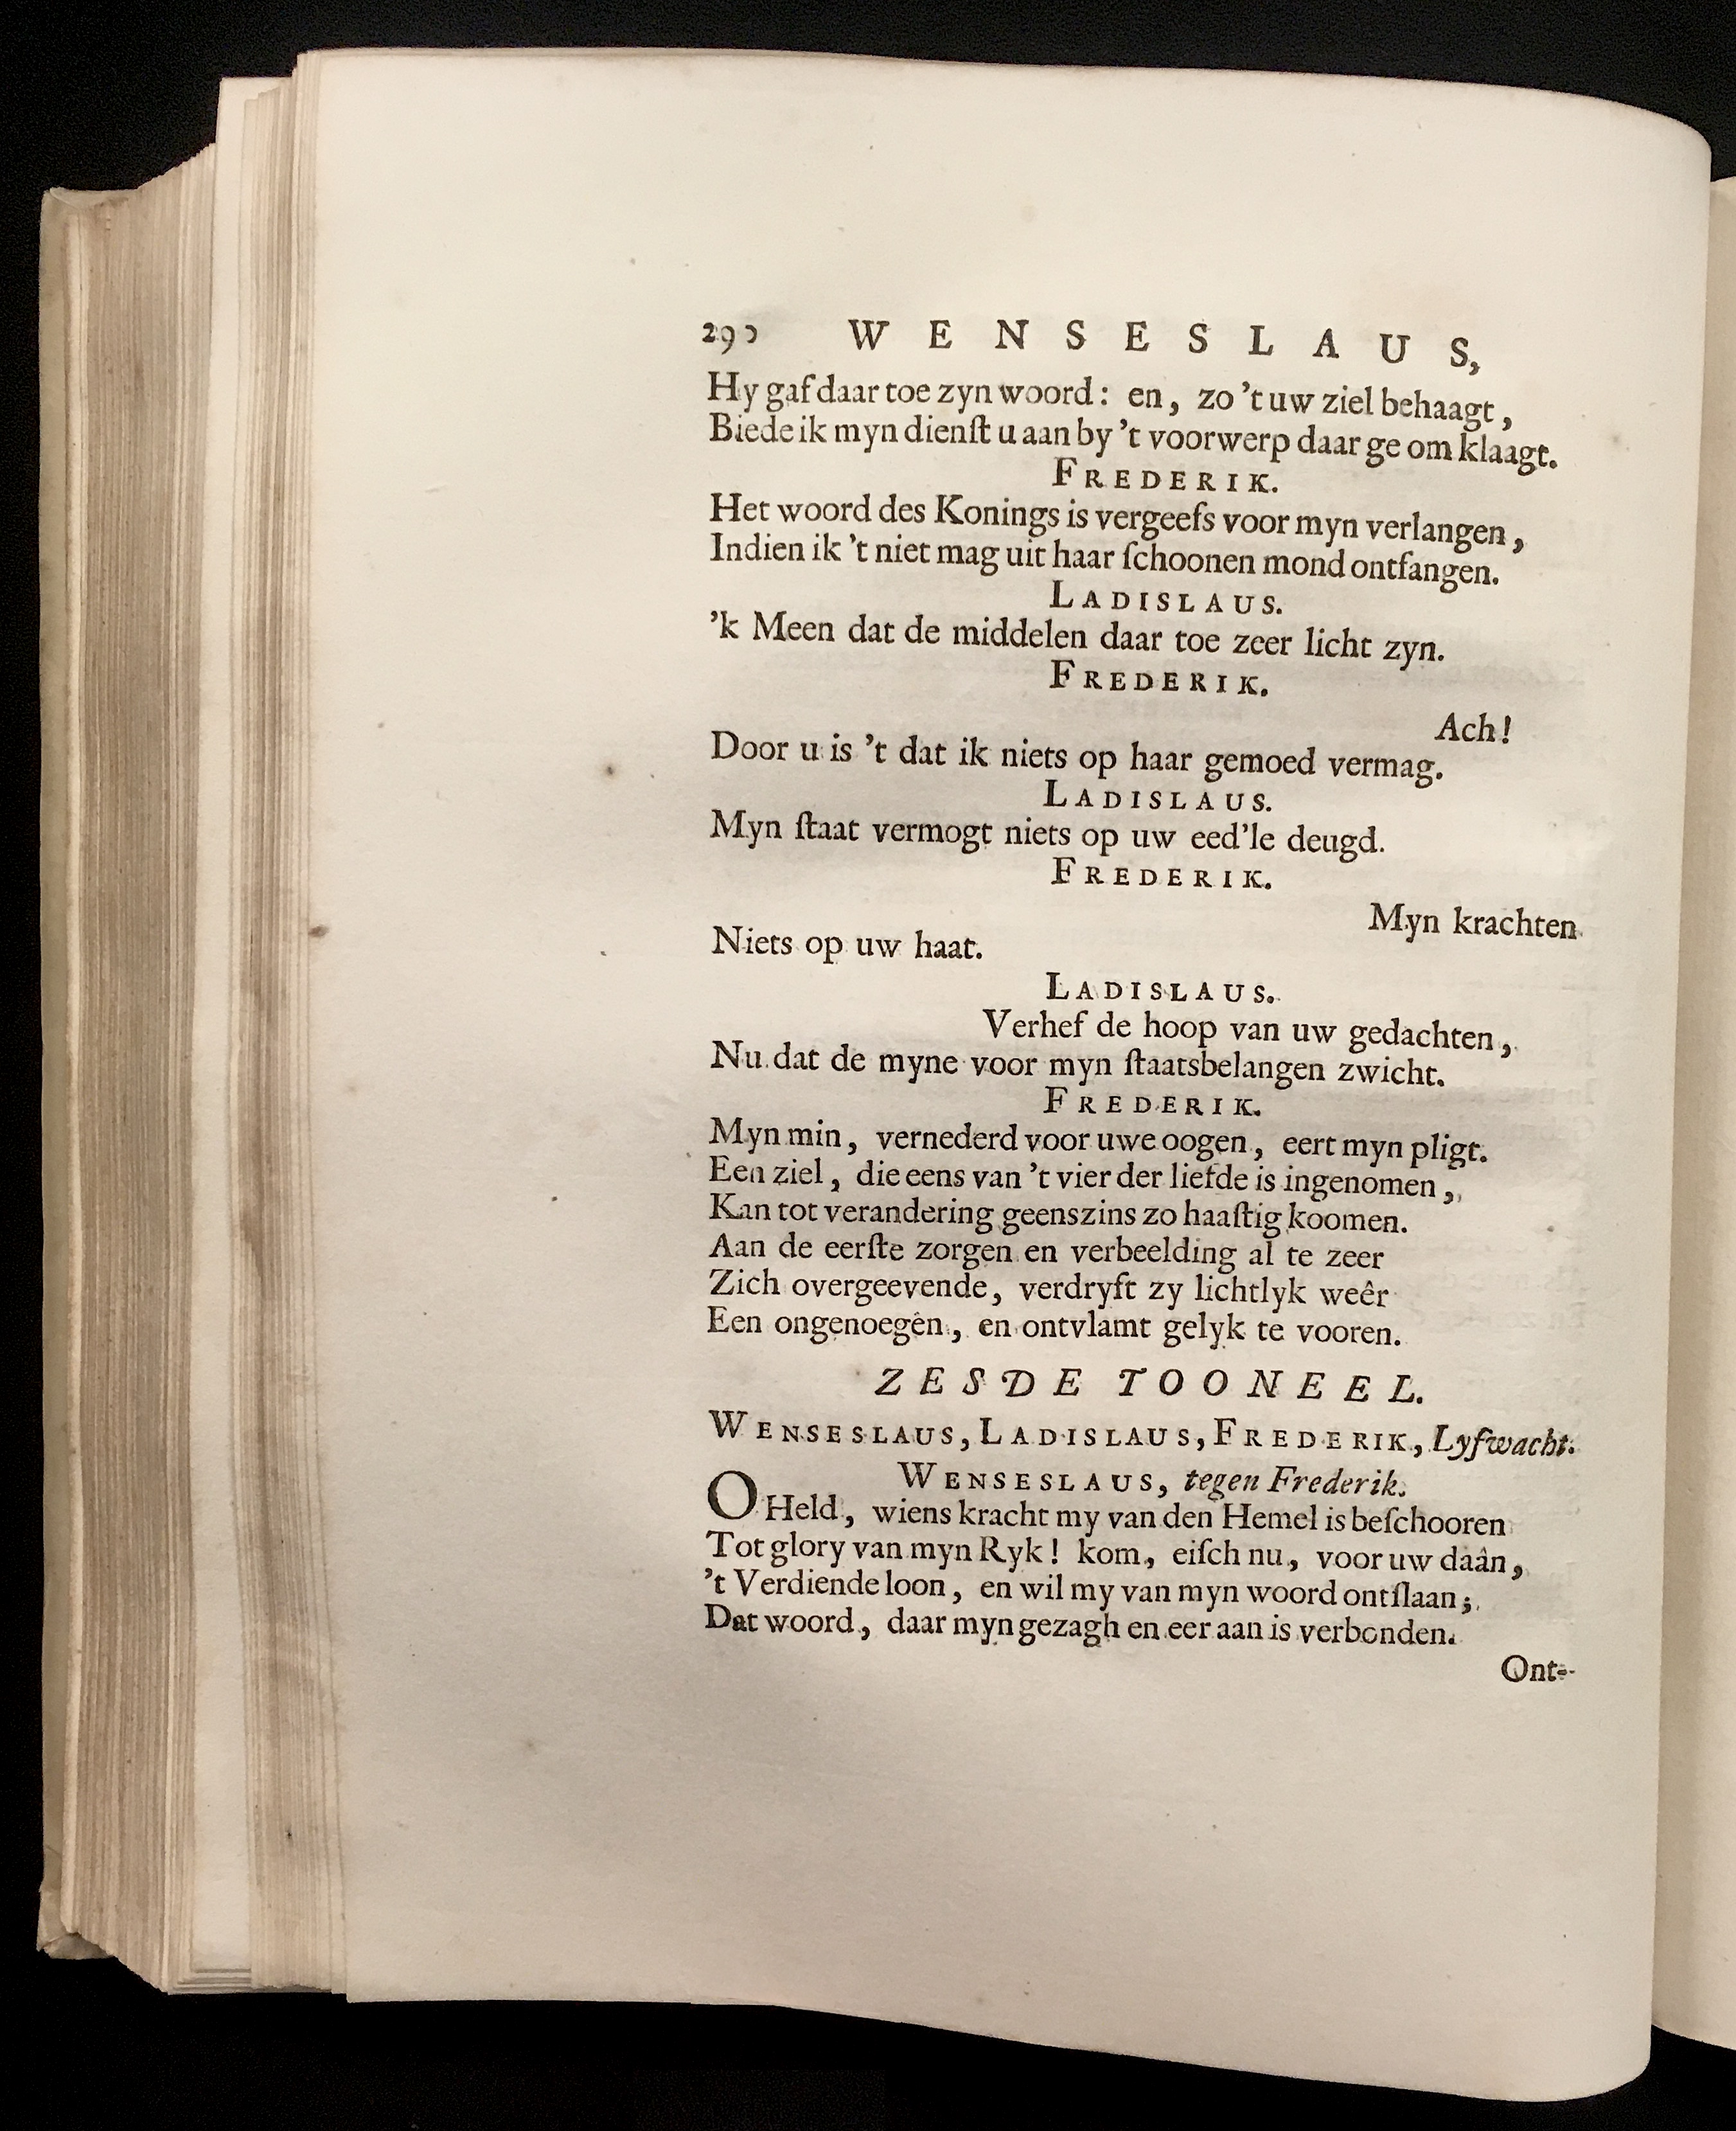 290 WENSESLAUS,
Hy gaf daar toe zyn woord: en, zo 't uw ziel behaagt,
Biede ik myn dienſt u aan by 't voorwerp daar ge om klaagt.
FREDERIK.
Het woord des Konings is vergeefs voor myn verlangen,
Indien ik 't niet mag uit haar ſchoonen mond ontfangen.
LADISLAUS.
'k Meen dat de middelen daar toe zeer licht zyn.
FREDERIK.
Ach!
Door u is 't dat ik niets op haar gemoed vermag.
LADISLAUS.
Myn ſtaat vermogt niets op uw eed'le deugd.
FREDERIK.
Myn krachten
Niets op uw haat.
LADISLAUS.
Verhef de hoop van uw gedachten,
Nu dat de myne voor myn ſtaatsbelangen zwicht.
FREDERIK.
Myn min, vernederd voor uwe oogen, eert myn pligt.
Een ziel, die eens van 't vier der liefde is ingenomen,
Kan tot verandering geenszins zo haaſtig koomen.
Aan de eerſte zorgen en verbeelding al te zeer
Zich overgeevende, verdryft zy lichtlyk weêr
Een ongenoegen, en ontvlamt gelyk te vooren.
ZESDE TOONEEL.
WENSESLAUS, LADISLAUS, FREDERIK, Lyfwacht.
WENSESLAUS, tegen Frederik.
O Held, wiens kracht my van den Hemel is beſchooren
Tot glory van myn Ryk! kom, eiſch nu, voor uw daân,
't Verdiende loon, en wil my van myn woord ontſlaan;
Dat woord, daar myn gezagh en eer aan is verbonden.
Ont-